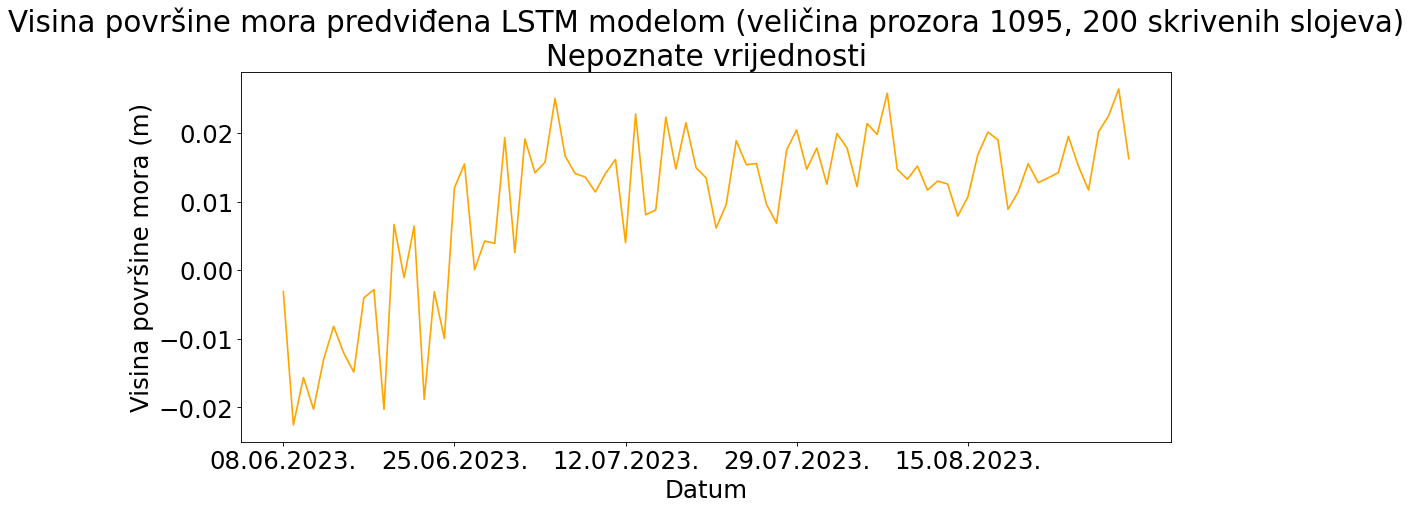 Visina površine mora predviđena LSTM modelom (veličina prozora 1095, 200 skrivenih slojeva)
Nepoznate vrijednosti
Visina površine mora (m)
0.02
0.01
0.00
−0.01
−0.02
08.06.2023. 25.06.2023. 12.07.2023. 29.07.2023. 15.08.2023.
Datum